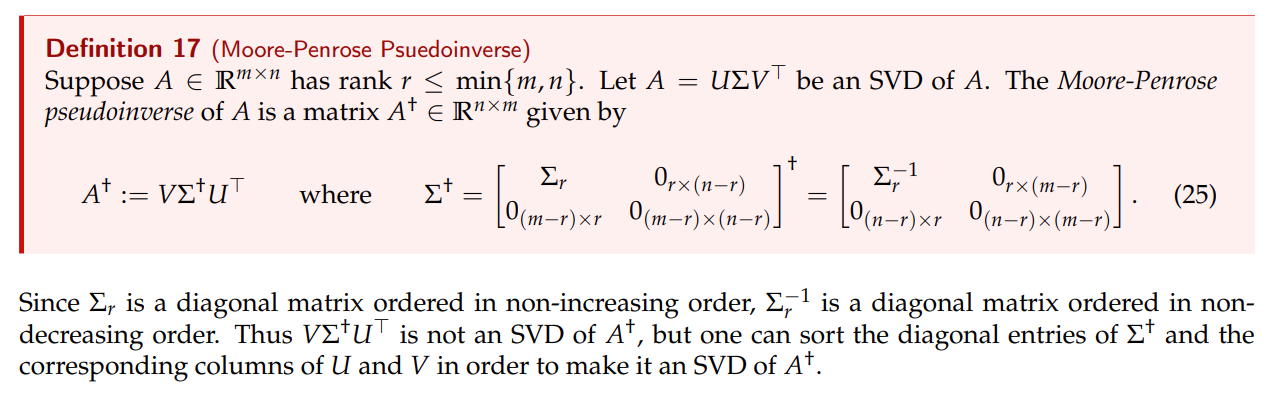 Definition 17 (Moore-Penrose Psuedoinverse)
Suppose $A \in \mathbb{R}^{m \times n}$ has rank $r \leq \min\{m, n\}$. Let $A = U\Sigma V^\top$ be an SVD of $A$. The Moore-Penrose
pseudoinverse of $A$ is a matrix $A^\dagger \in \mathbb{R}^{n \times m}$ given by
$A^\dagger := V\Sigma^\dagger U^\top$ where $\Sigma^\dagger = \begin{bmatrix} \Sigma_r & 0_{r \times (n-r)} \\ 0_{(m-r) \times r} & 0_{(m-r) \times (n-r)} \end{bmatrix}^\dagger = \begin{bmatrix} \Sigma_r^{-1} & 0_{r \times (m-r)} \\ 0_{(n-r) \times r} & 0_{(n-r) \times (m-r)} \end{bmatrix}.$ (25)
Since $\Sigma_r$ is a diagonal matrix ordered in non-increasing order, $\Sigma_r^{-1}$ is a diagonal matrix ordered in non-
decreasing order. Thus $V\Sigma^\dagger U^\top$ is not an SVD of $A^\dagger$, but one can sort the diagonal entries of $\Sigma^\dagger$ and the
corresponding columns of $U$ and $V$ in order to make it an SVD of $A^\dagger$.